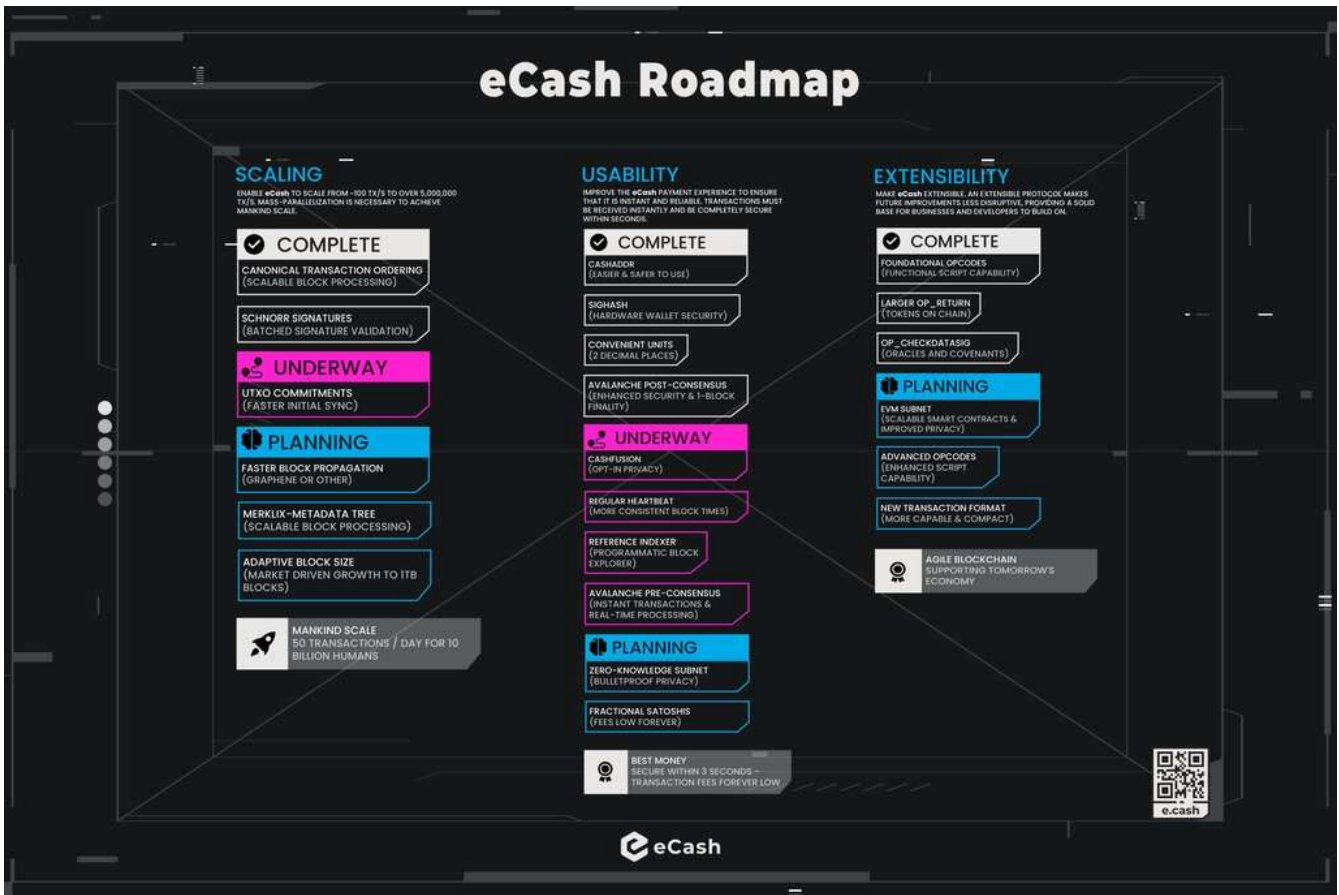 eCash Roadmap
SCALING
ENABLE eCash TO SCALE FROM ~100 TX/S TO OVER 5,000,000
TX/S. MASS-PARALLELIZATION IS NECESSARY TO ACHIEVE
MANKIND SCALE.
COMPLETE
CANONICAL TRANSACTION ORDERING
(SCALABLE BLOCK PROCESSING)
SCHNORR SIGNATURES
(BATCHED SIGNATURE VALIDATION)
UNDERWAY
UTXO COMMITMENTS
(FASTER INITIAL SYNC)
PLANNING
FASTER BLOCK PROPAGATION
(GRAPHENE OR OTHER)
MERKLIX-METADATA TREE
(SCALABLE BLOCK PROCESSING)
ADAPTIVE BLOCK SIZE
(MARKET DRIVEN GROWTH TO 1TB
BLOCKS)
MANKIND SCALE
50 TRANSACTIONS / DAY FOR 10
BILLION HUMANS
USABILITY
IMPROVE THE eCash PAYMENT EXPERIENCE TO ENSURE
THAT IT IS INSTANT AND RELIABLE. TRANSACTIONS MUST
BE RECEIVED INSTANTLY AND BE COMPLETELY SECURE
WITHIN SECONDS.
COMPLETE
CASHADDR
(EASIER & SAFER TO USE)
SIGHASH
(HARDWARE WALLET SECURITY)
CONVENIENT UNITS
(2 DECIMAL PLACES)
AVALANCHE POST-CONSENSUS
(ENHANCED SECURITY & 1-BLOCK
FINALITY)
UNDERWAY
CASHFUSION
(OPT-IN PRIVACY)
REGULAR HEARTBEAT
(MORE CONSISTENT BLOCK TIMES)
REFERENCE INDEXER
(PROGRAMMATIC BLOCK
EXPLORER)
AVALANCHE PRE-CONSENSUS
(INSTANT TRANSACTIONS &
REAL-TIME PROCESSING)
PLANNING
ZERO-KNOWLEDGE SUBNET
(BULLETPROOF PRIVACY)
FRACTIONAL SATOSHIS
(FEES LOW FOREVER)
BEST MONEY
SECURE WITHIN 3 SECONDS -
TRANSACTION FEES FOREVER LOW
EXTENSIBILITY
MAKE eCash EXTENSIBLE. AN EXTENSIBLE PROTOCOL MAKES
FUTURE IMPROVEMENTS LESS DISRUPTIVE, PROVIDING A SOLID
BASE FOR BUSINESSES AND DEVELOPERS TO BUILD ON.
COMPLETE
FOUNDATIONAL OPCODES
(FUNCTIONAL SCRIPT CAPABILITY)
LARGER OP_RETURN
(TOKENS ON CHAIN)
OP_CHECKDATASIG
(ORACLES AND COVENANTS)
PLANNING
EVM SUBNET
(SCALABLE SMART CONTRACTS &
IMPROVED PRIVACY)
ADVANCED OPCODES
(ENHANCED SCRIPT
CAPABILITY)
NEW TRANSACTION FORMAT
(MORE CAPABLE & COMPACT)
AGILE BLOCKCHAIN
SUPPORTING TOMORROW'S
ECONOMY
e.cash
eCash